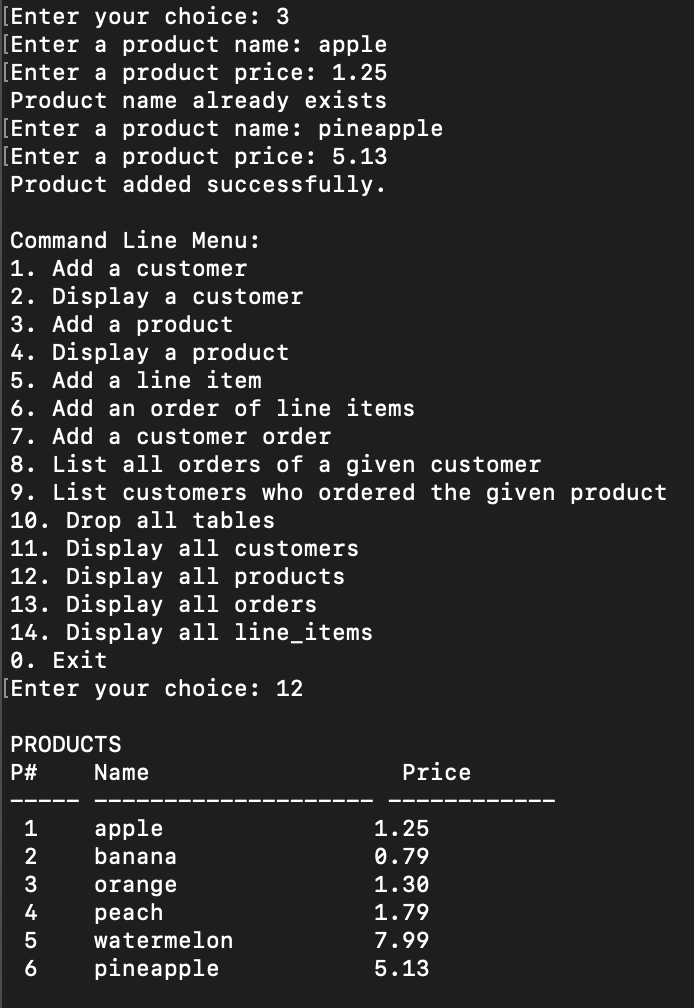 [Enter your choice: 3
[Enter a product name: apple
[Enter a product price: 1.25
Product name already exists
[Enter a product name: pineapple
[Enter a product price: 5.13
Product added successfully.

Command Line Menu:
1. Add a customer
2. Display a customer
3. Add a product
4. Display a product
5. Add a line item
6. Add an order of line items
7. Add a customer order
8. List all orders of a given customer
9. List customers who ordered the given product
10. Drop all tables
11. Display all customers
12. Display all products
13. Display all orders
14. Display all line_items
0. Exit
[Enter your choice: 12

PRODUCTS
P#    Name                  Price
----- -------------------- ------------
 1    apple               1.25
 2    banana              0.79
 3    orange              1.30
 4    peach               1.79
 5    watermelon          7.99
 6    pineapple           5.13